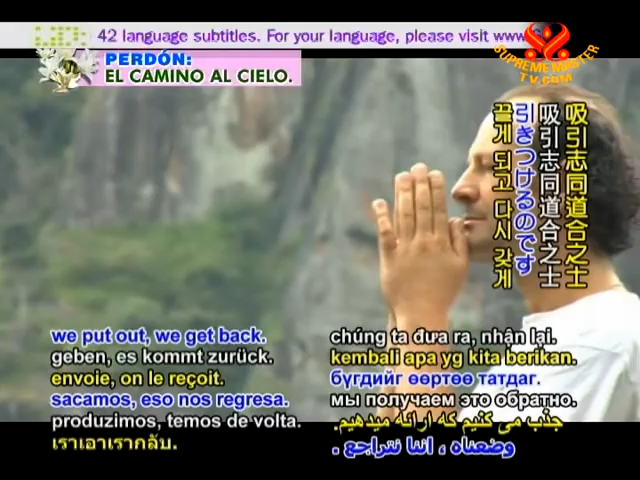 42 language subtitles. For your language, please visit www.
SUPREME MASTER
TV.COM
PERDÓN:
EL CAMINO AL CIELO.
吸引志同道合之士
吸引志同道合之士
引きつけるのです
끌게 되고 다시 갖게
we put out, we get back.
geben, es kommt zurück.
envoie, on le reçoit.
sacamos, eso nos regresa.
produzimos, temos de volta.
เราเอาเรากลับ.
chúng ta đưa ra, nhận lại.
kembali apa yg kita berikan.
бүгдийг өөртөө татдаг.
мы получаем это обратно.
جذب می کنیم که ارائه میدهیم.
وضعناه ، اننا نتراجع .